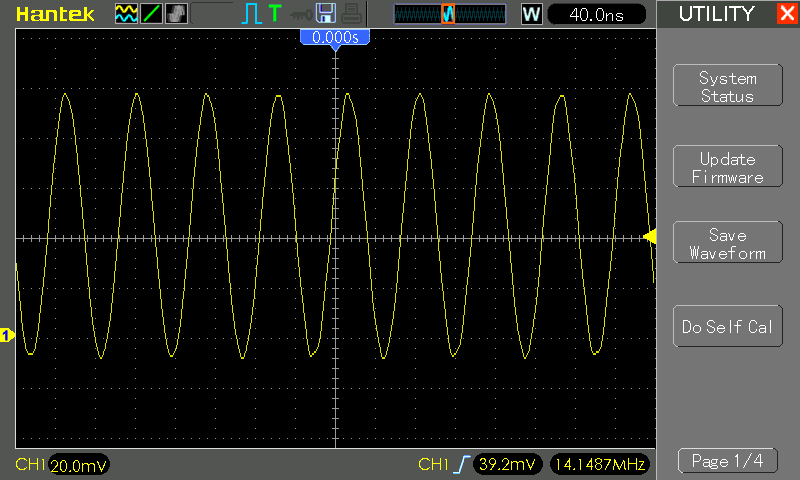 Hantek
T
W
40.0ns
UTILITY
0.000s
System
Status
Update
Firmware
Save
Waveform
1
Do Self Cal
CH1 20.0mV
CH1 39.2mV 14.1487MHz
Page 1/4